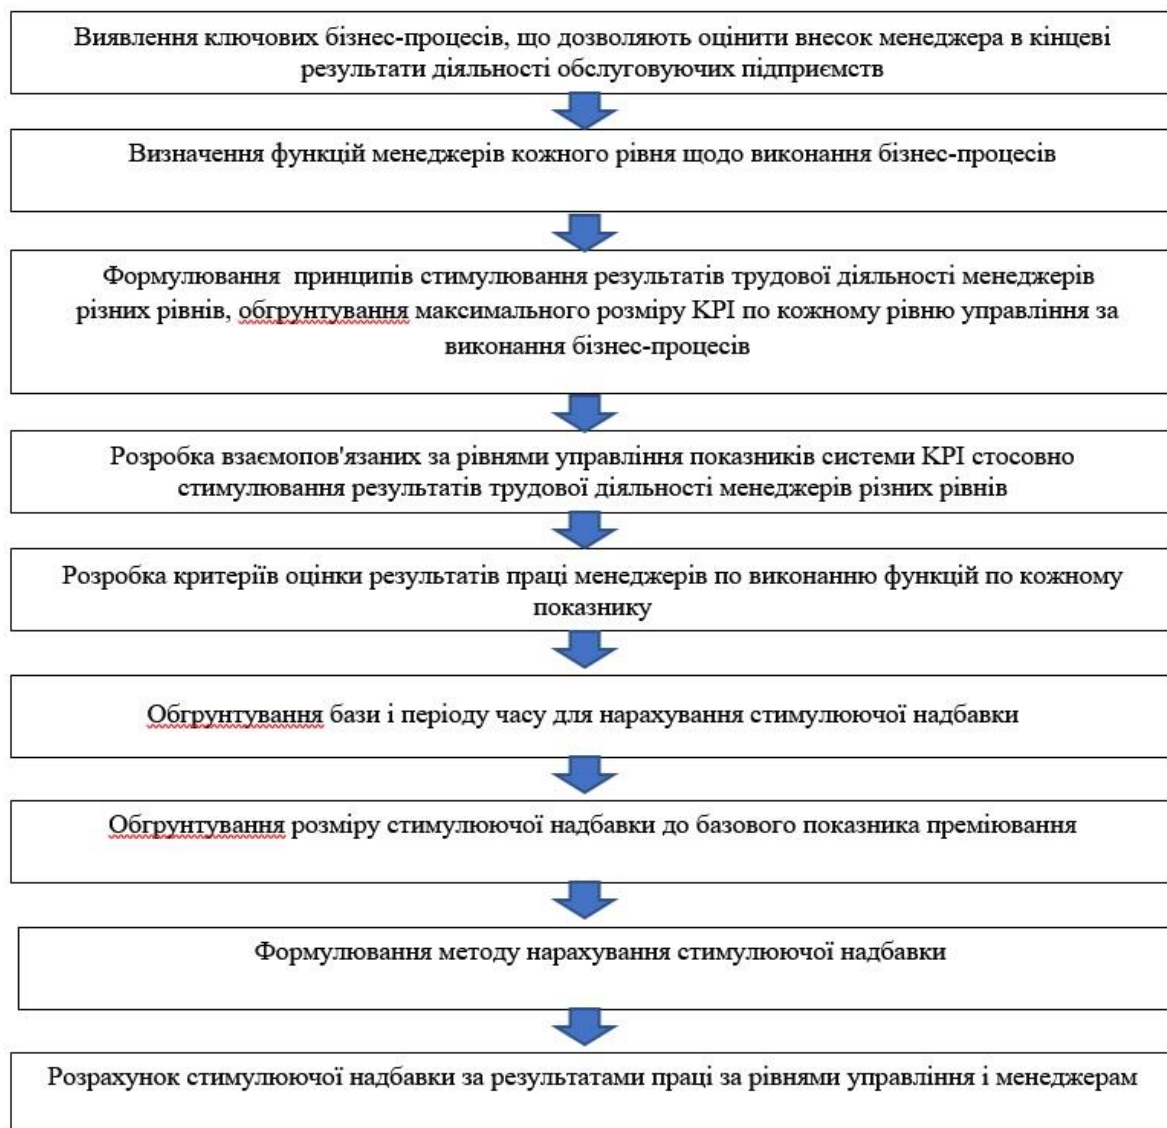 Виявлення ключових бізнес-процесів, що дозволяють оцінити внесок менеджера в кінцеві
результати діяльності обслуговуючих підприємств
Визначення функцій менеджерів кожного рівня щодо виконання бізнес-процесів
Формулювання принципів стимулювання результатів трудової діяльності менеджерів
різних рівнів, обгрунтування максимального розміру KPI по кожному рівню управління за
виконання бізнес-процесів
Розробка взаємопов'язаних за рівнями управління показників системи KPI стосовно
стимулювання результатів трудової діяльності менеджерів різних рівнів
Розробка критеріїв оцінки результатів праці менеджерів по виконанню функцій по кожному
показнику
Обгрунтування бази і періоду часу для нарахування стимулюючої надбавки
Обгрунтування розміру стимулюючої надбавки до базового показника преміювання
Формулювання методу нарахування стимулюючої надбавки
Розрахунок стимулюючої надбавки за результатами праці за рівнями управління і менеджерам